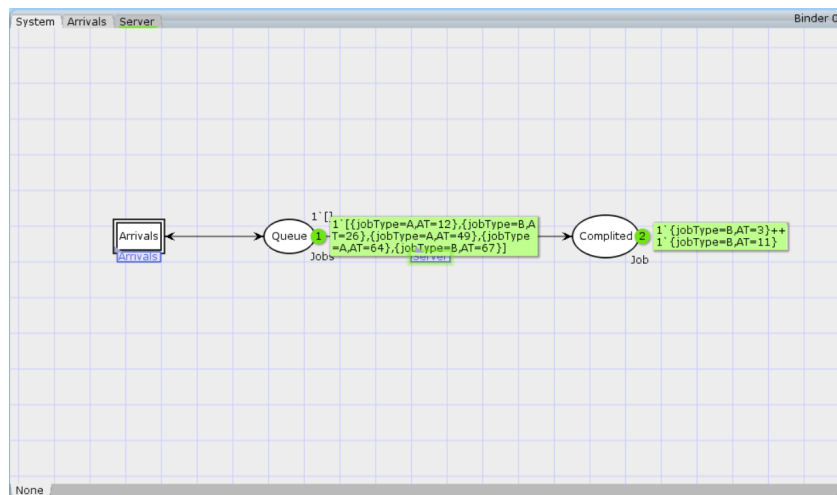 System Arrivals Server Binder 0
1`[]
Arrivals
Arrivals
Queue
1
1`[{jobType=A,AT=12},{jobType=B,A
T=26},{jobType=A,AT=49},{jobType
=A,AT=64},{jobType=B,AT=67}]
Jobs
Server
Complited
2
1`{jobType=B,AT=3}++
1`{jobType=B,AT=11}
Job
None